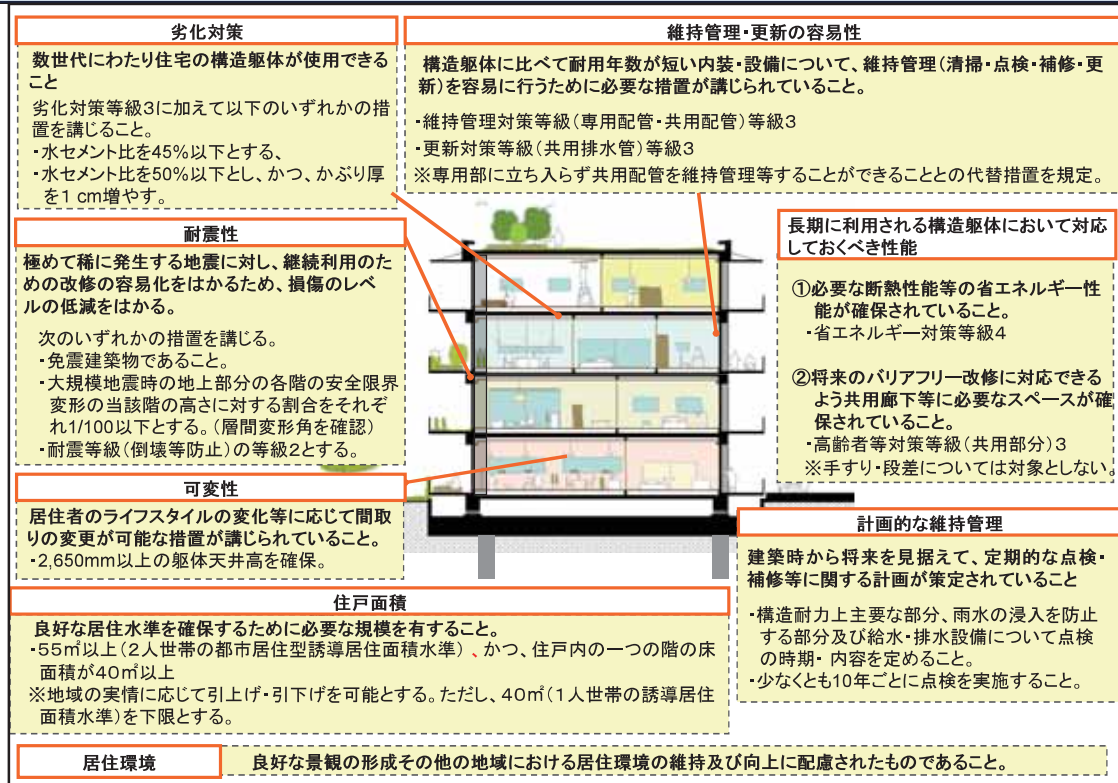 劣化対策
数世代にわたり住宅の構造躯体が使用できる
こと
劣化対策等級3に加えて以下のいずれかの措
置を講じること。
・水セメント比を45%以下とする、
・水セメント比を50%以下とし、かつ、かぶり厚
を1 cm増やす。
維持管理・更新の容易性
構造躯体に比べて耐用年数が短い内装・設備について、維持管理(清掃・点検・補修・更
新)を容易に行うために必要な措置が講じられていること。
・維持管理対策等級(専用配管・共用配管)等級3
・更新対策等級(共用排水管)等級3
※専用部に立ち入らず共用配管を維持管理等することができることとの代替措置を規定。
耐震性
極めて稀に発生する地震に対し、継続利用のた
めの改修の容易化をはかるため、損傷のレベ
ルの低減をはかる。
次のいずれかの措置を講じる。
・免震建築物であること。
・大規模地震時の地上部分の各階の安全限界
変形の当該階の高さに対する割合をそれぞ
れ1/100以下とする。(層間変形角を確認)
・耐震等級(倒壊等防止)の等級2とする。
長期に利用される構造躯体において対応
しておくべき性能
①必要な断熱性能等の省エネルギー性
能が確保されていること。
・省エネルギー対策等級4
②将来のバリアフリー改修に対応できる
よう共用廊下等に必要なスペースが確
保されていること。
・高齢者等対策等級(共用部分)3
※手すり・段差については対象としない。
可変性
居住者のライフスタイルの変化等に応じて間取
りの変更が可能な措置が講じられていること。
・2,650mm以上の躯体天井高を確保。
計画的な維持管理
建築時から将来を見据えて、定期的な点検・
補修等に関する計画が策定されていること
・構造耐力上主要な部分、雨水の浸入を防止
する部分及び給水・排水設備について点検
の時期・ 内容を定めること。
・少なくとも10年ごとに点検を実施すること。
住戸面積
良好な居住水準を確保するために必要な規模を有すること。
・55㎡以上(2人世帯の都市居住型誘導居住面積水準) 、かつ、住戸内の一つの階の床
面積が40㎡以上
※地域の実情に応じて引上げ・引下げを可能とする。ただし、40㎡(1人世帯の誘導居住
面積水準)を下限とする。
居住環境
良好な景観の形成その他の地域における居住環境の維持及び向上に配慮されたものであること。